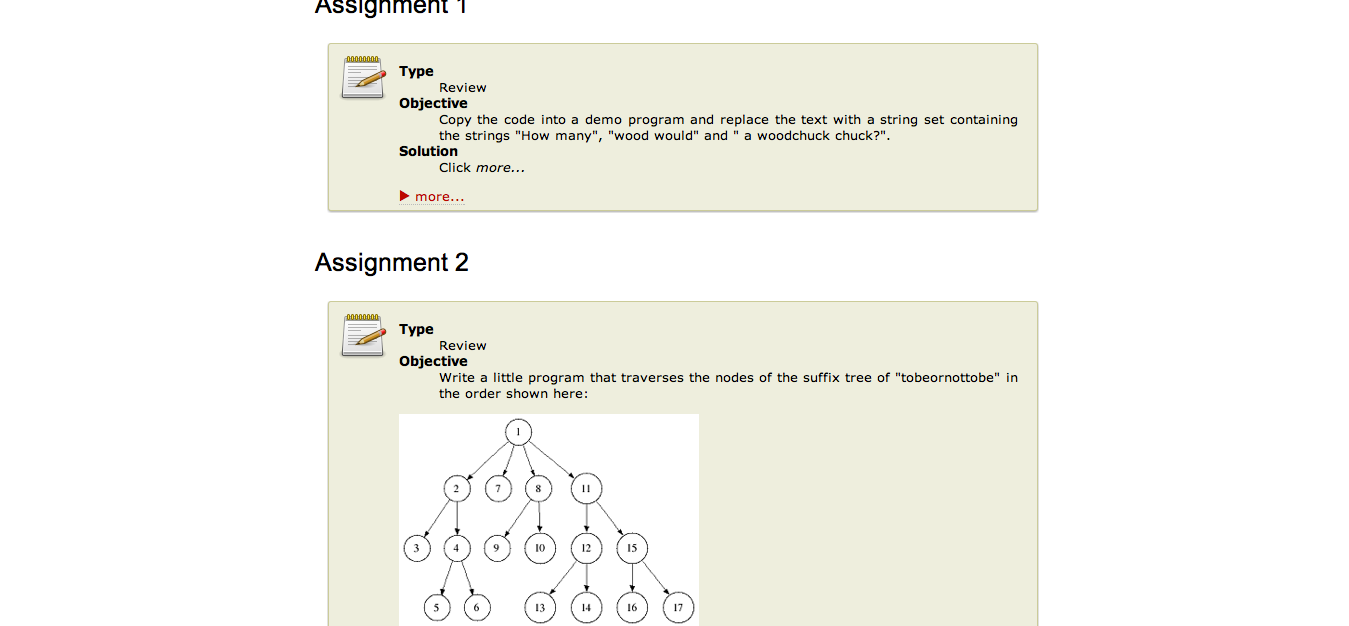 Assignment 1
Type
Review
Objective
Copy the code into a demo program and replace the text with a string set containing
the strings "How many", "wood would" and " a woodchuck chuck?".
Solution
Click more...
▶ more...
Assignment 2
Type
Review
Objective
Write a little program that traverses the nodes of the suffix tree of "tobeornottobe" in
the order shown here:
1
2 7 8 11
3 4 9 10 12 15
5 6 13 14 16 17